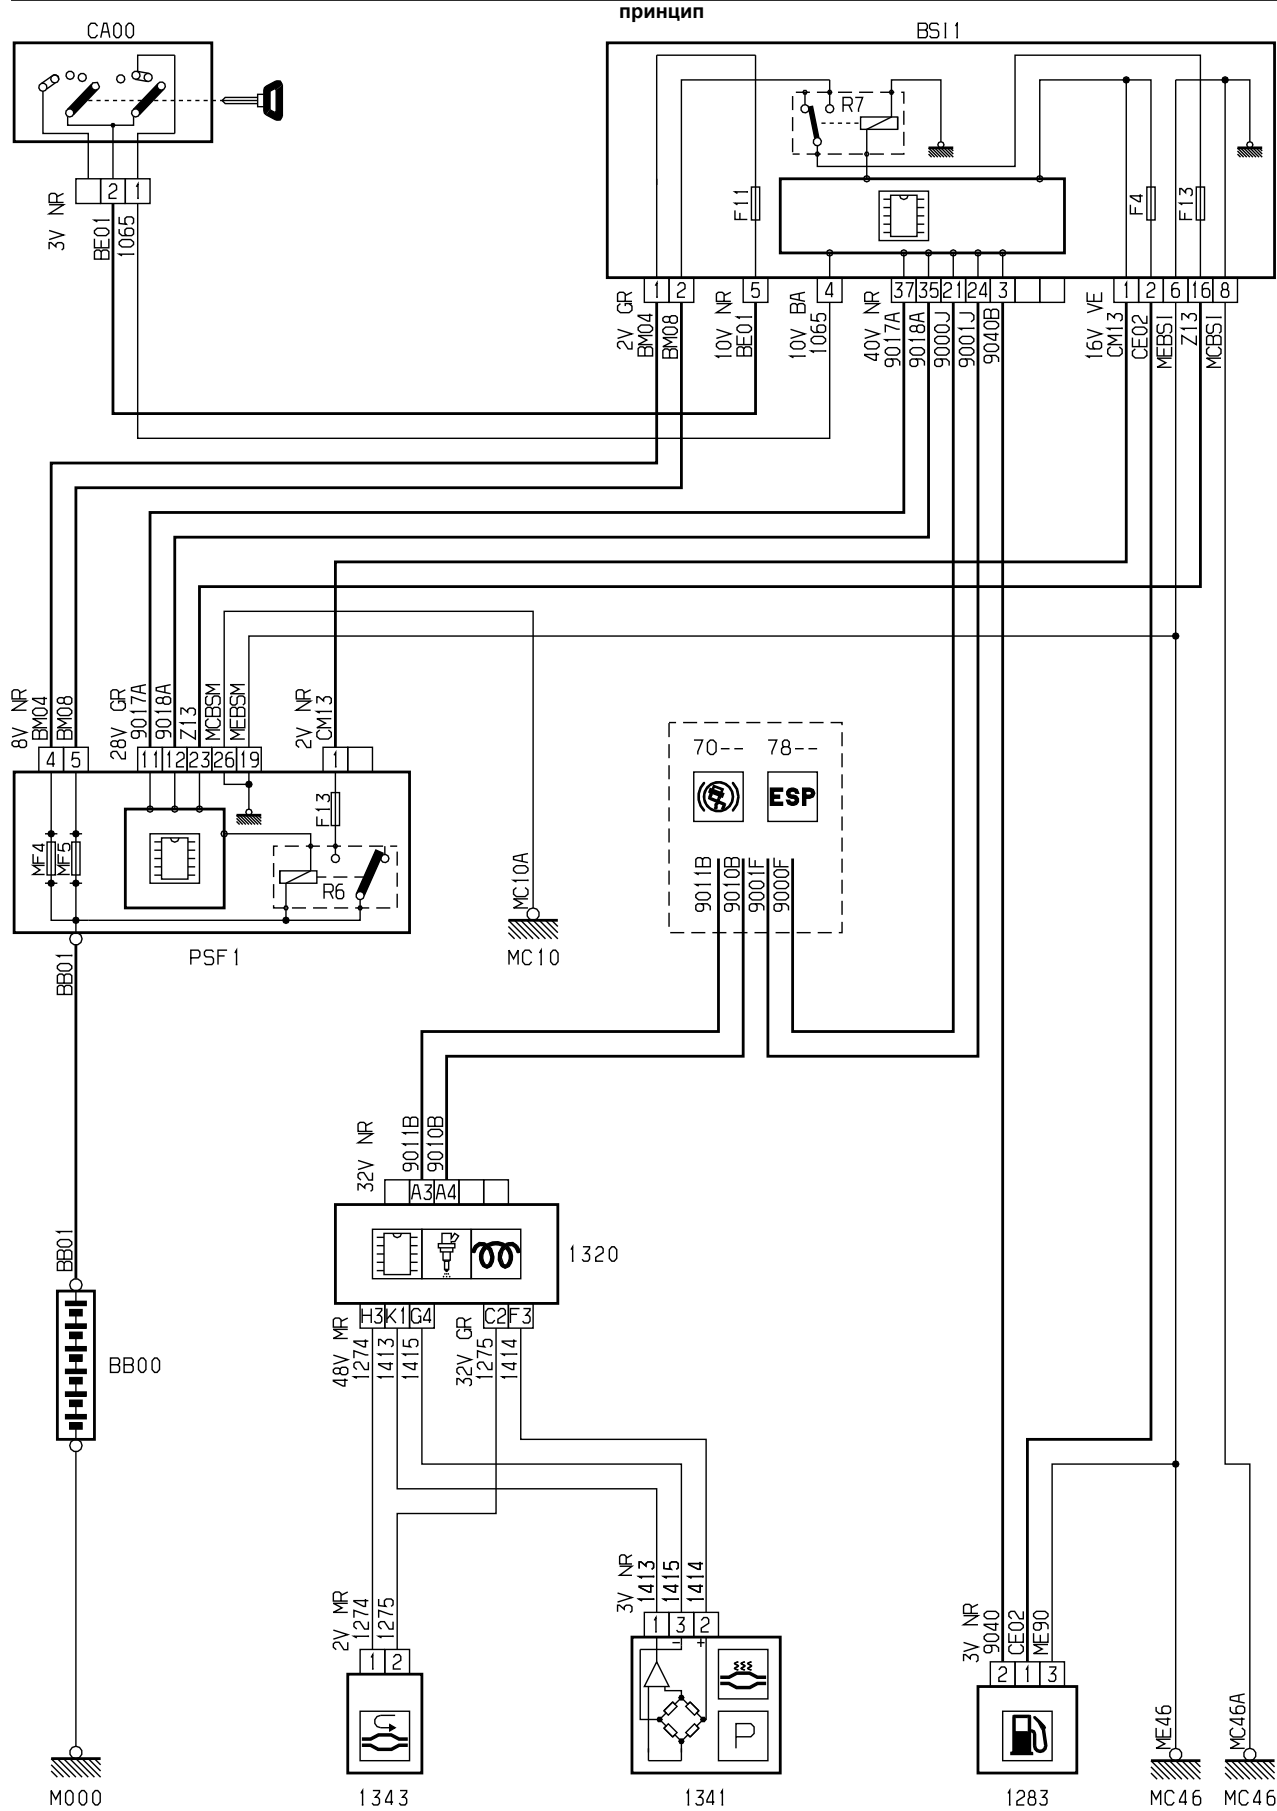 принцип
CA00
BSI1
R7
F11
F4
F13
2 1
3V NR
BE01
1065
1 2
5
4
37 35 21 24 3
1 2 6 16 8
2V GR
BM04
BM08
10V NR
BE01
10V BA
1065
40V NR
9017A
9018A
9000J
9001J
9040B
16V VE
CM13
CE02
MEBSI
Z13
MCBSI
8V NR
BM04
BM08
28V GR
9017A
9018A
Z13
MCBSM
MEBSM
2V NR
CM13
4 5
11 12 23 26 19
1
70--
78--
ESP
MF4
MF5
F13
R6
9011B
9010B
9001F
9000F
MC10A
PSF1
MC10
BB01
32V NR
9011B
9010B
A3 A4
BB01
1320
H3 K1 G4
C2 F3
48V MR
1274
1413
1415
32V GR
1275
1414
BB00
2V MR
1274
1275
3V NR
1413
1415
1414
3V NR
9040
CE02
ME90
1 2
1 3 2
- +
2 1 3
P
ME46
MC46A
M000
1343
1341
1283
MC46
MC46